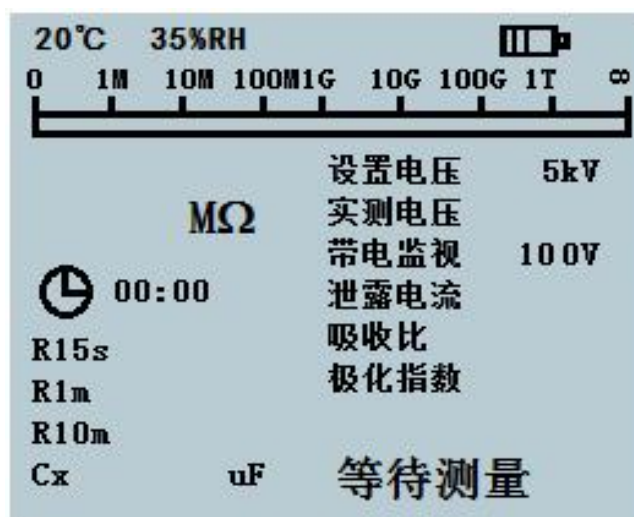 20℃ 35%RH
0 1M 10M 100M 1G 10G 100G 1T ∞
设置电压 5kV
MΩ
实测电压
带电监视 100V
00:00
泄露电流
吸收比
R15s
极化指数
R1m
R10m
Cx uF
等待测量